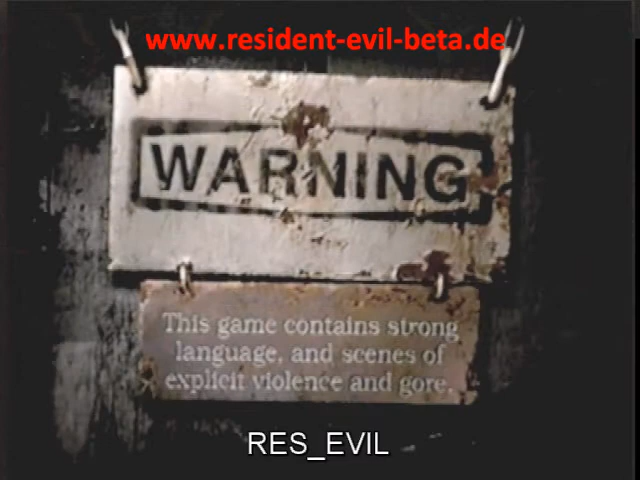 www.resident-evil-beta.de
WARNING
This game contains strong
language, and scenes of
explicit violence and gore.
RES_EVIL